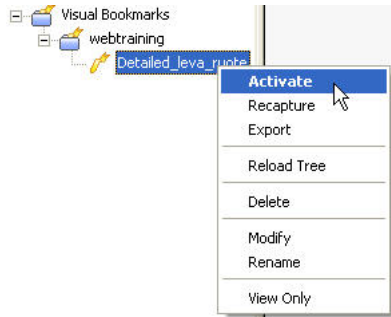 Visual Bookmarks
webtraining
Detailed_leva_ruote
Activate
Recapture
Export
Reload Tree
Delete
Modify
Rename
View Only